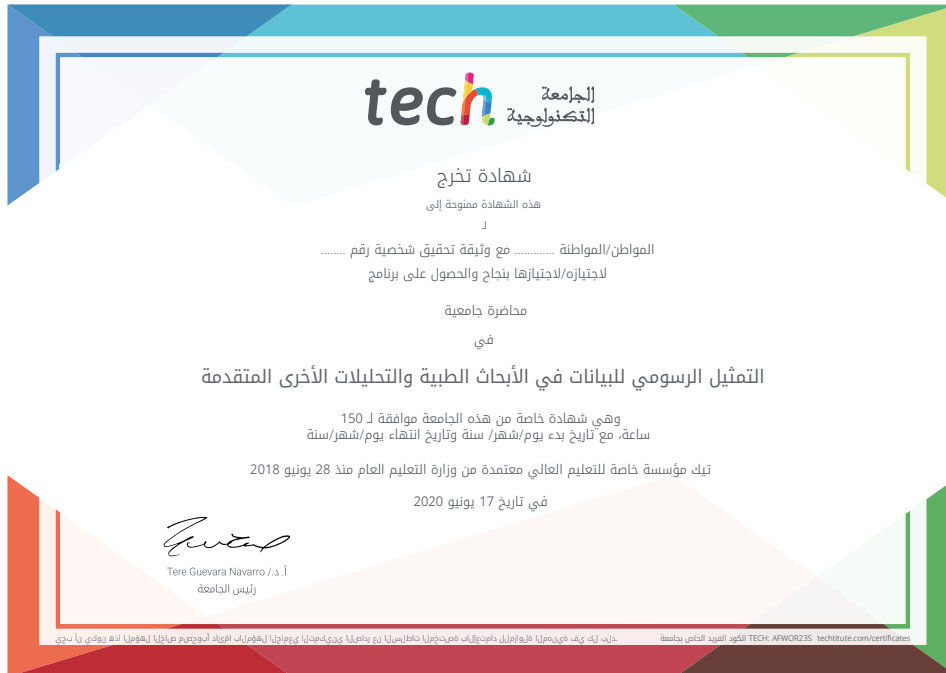 tech الجامعة التكنولوجية
شهادة تخرج
هذه الشهادة ممنوحة إلى
لـ
المواطن/المواطنة ............ مع وثيقة تحقيق شخصية رقم ........
لاجتيازه/لاجتيازها بنجاح والحصول على برنامج
محاضرة جامعية
في
التمثيل الرسومي للبيانات في الأبحاث الطبية والتحليلات الأخرى المتقدمة
وهي شهادة خاصة من هذه الجامعة موافقة لـ 150
ساعة، مع تاريخ بدء يوم/شهر/ سنة وتاريخ انتهاء يوم/شهر/سنة
تيك مؤسسة خاصة للتعليم العالي معتمدة من وزارة التعليم العام منذ 28 يونيو 2018
في تاريخ 17 يونيو 2020
أ.د./ Tere Guevara Navarro
رئيس الجامعة
الكود الفريد الخاص بجامعة TECH: AFWOR23S techtitute.com/certificates